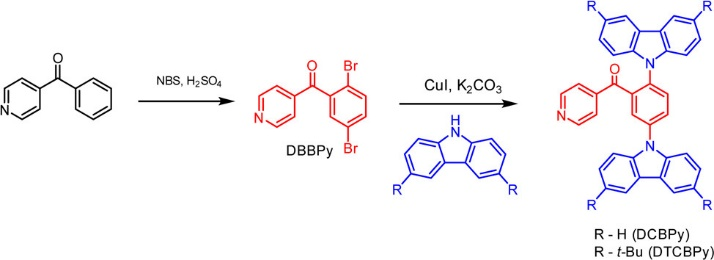 R
R
N
O
N
O
N
NBS, H₂SO₄
O
N
Br
Br
DBBPy
CuI, K₂CO₃
H
N
R
R
N
R
R
R - H (DCBPy)
R - t-Bu (DTCBPy)